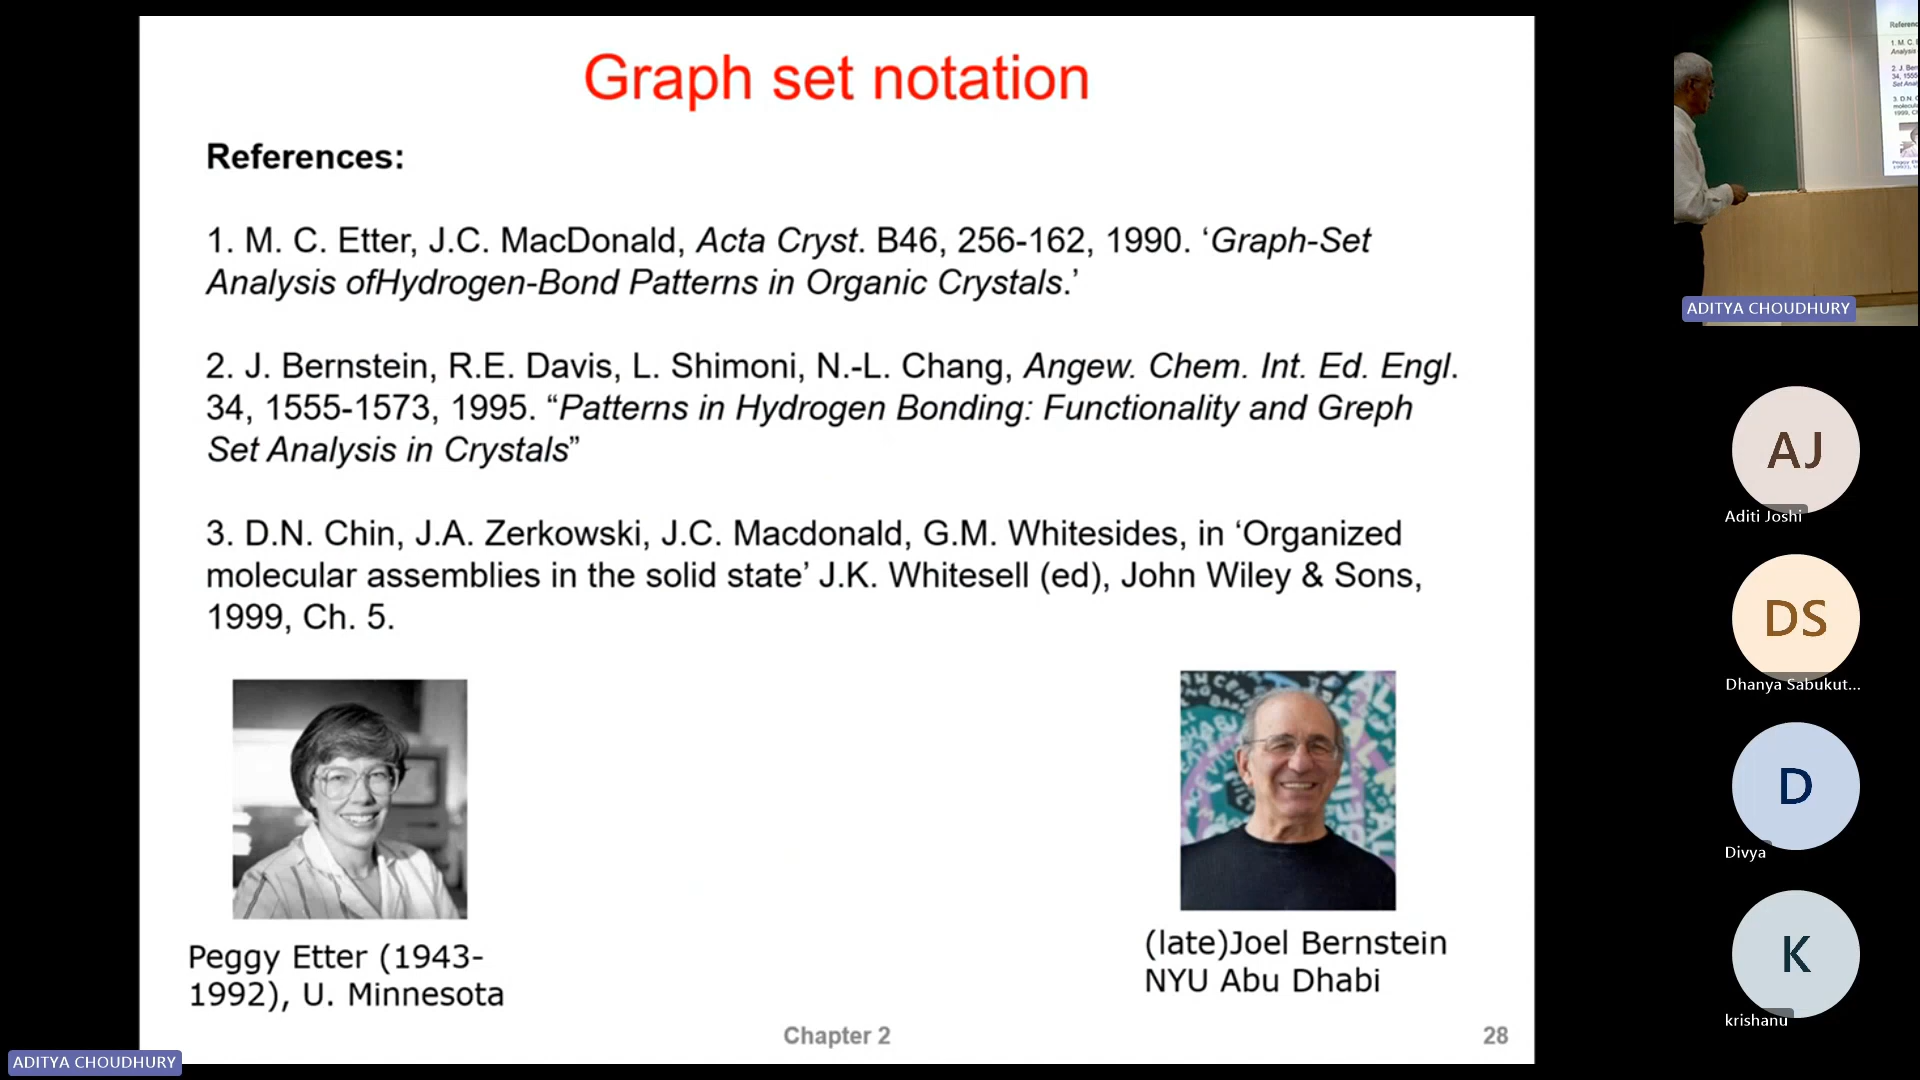 Graph set notation
References:
1. M. C. Etter, J.C. MacDonald, Acta Cryst. B46, 256-162, 1990. ‘Graph-Set
Analysis ofHydrogen-Bond Patterns in Organic Crystals.’
2. J. Bernstein, R.E. Davis, L. Shimoni, N.-L. Chang, Angew. Chem. Int. Ed. Engl.
34, 1555-1573, 1995. “Patterns in Hydrogen Bonding: Functionality and Greph
Set Analysis in Crystals”
3. D.N. Chin, J.A. Zerkowski, J.C. Macdonald, G.M. Whitesides, in ‘Organized
molecular assemblies in the solid state’ J.K. Whitesell (ed), John Wiley & Sons,
1999, Ch. 5.
Peggy Etter (1943-
1992), U. Minnesota
(late)Joel Bernstein
NYU Abu Dhabi
Chapter 2
28
ADITYA CHOUDHURY
ADITYA CHOUDHURY
AJ
Aditi Joshi
DS
Dhanya Sabukut...
D
Divya
K
krishanu